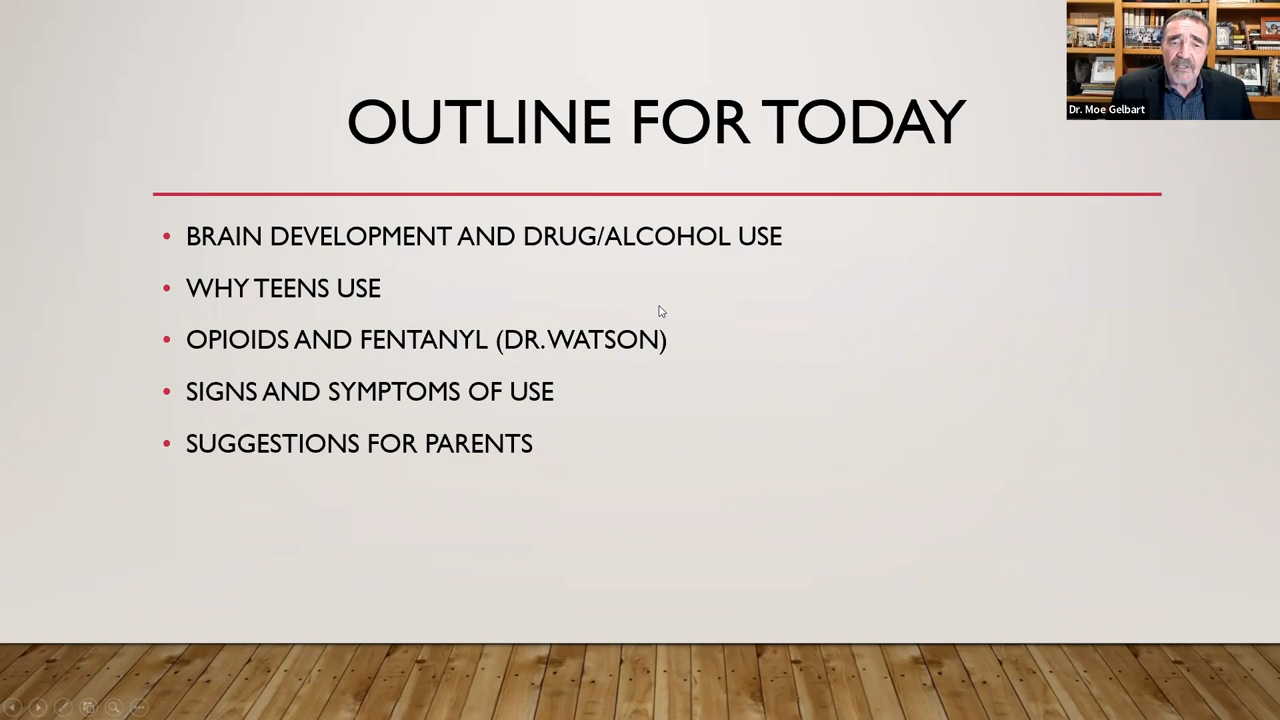 Dr. Moe Gelbart
OUTLINE FOR TODAY
• BRAIN DEVELOPMENT AND DRUG/ALCOHOL USE
• WHY TEENS USE
• OPIOIDS AND FENTANYL (DR. WATSON)
• SIGNS AND SYMPTOMS OF USE
• SUGGESTIONS FOR PARENTS